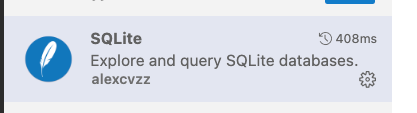 SQLite 408ms
Explore and query SQLite databases.
alexcvzz